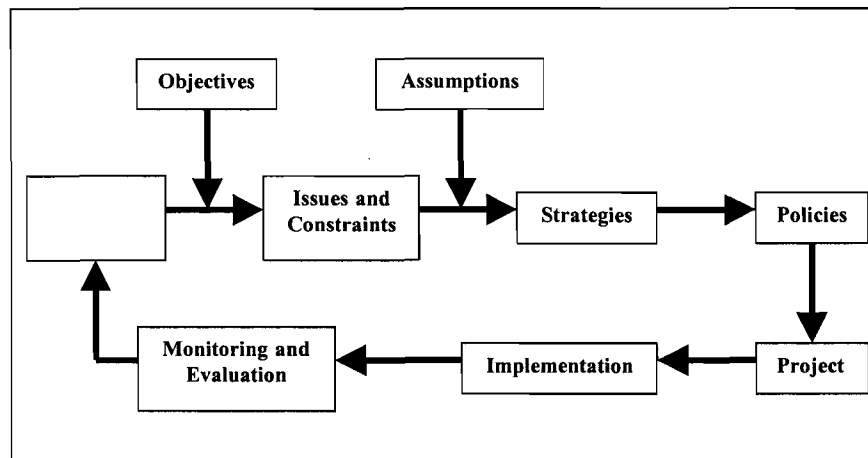 Objectives
Assumptions
Issues and
Constraints
Strategies
Policies
Monitoring and
Evaluation
Implementation
Project